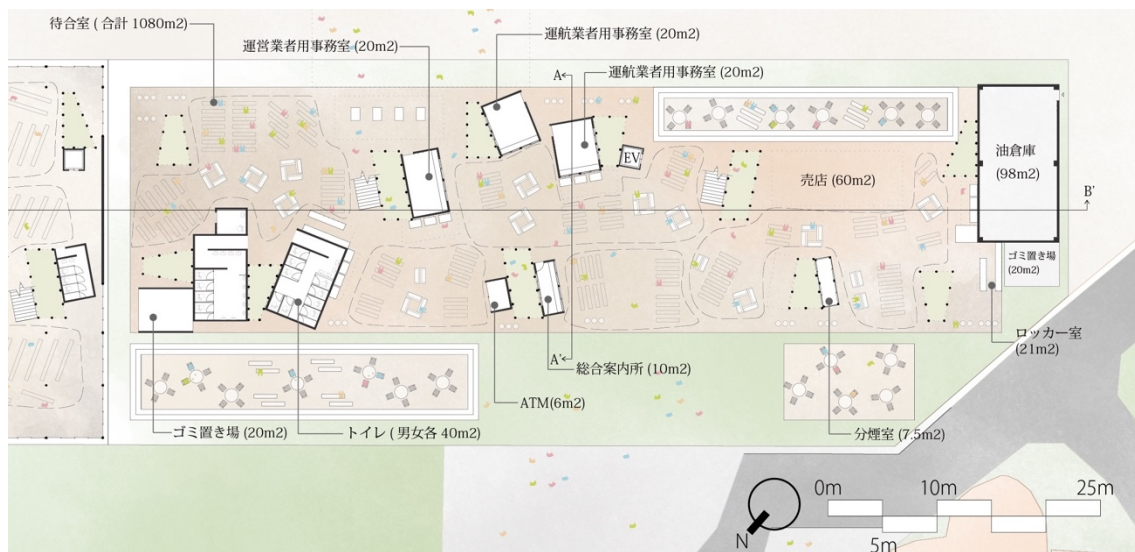 待合室 ( 合計 1080m2)
運営業者用事務室 (20m2)
運航業者用事務室 (20m2)
A
運航業者用事務室 (20m2)
EV
売店 (60m2)
油倉庫
(98m2)
B'
ゴミ置き場
(20m2)
ロッカー室
(21m2)
A'
総合案内所 (10m2)
ATM(6m2)
ゴミ置き場 (20m2)
トイレ ( 男女各 40m2)
分煙室 (7.5m2)
N
0m
10m
25m
5m